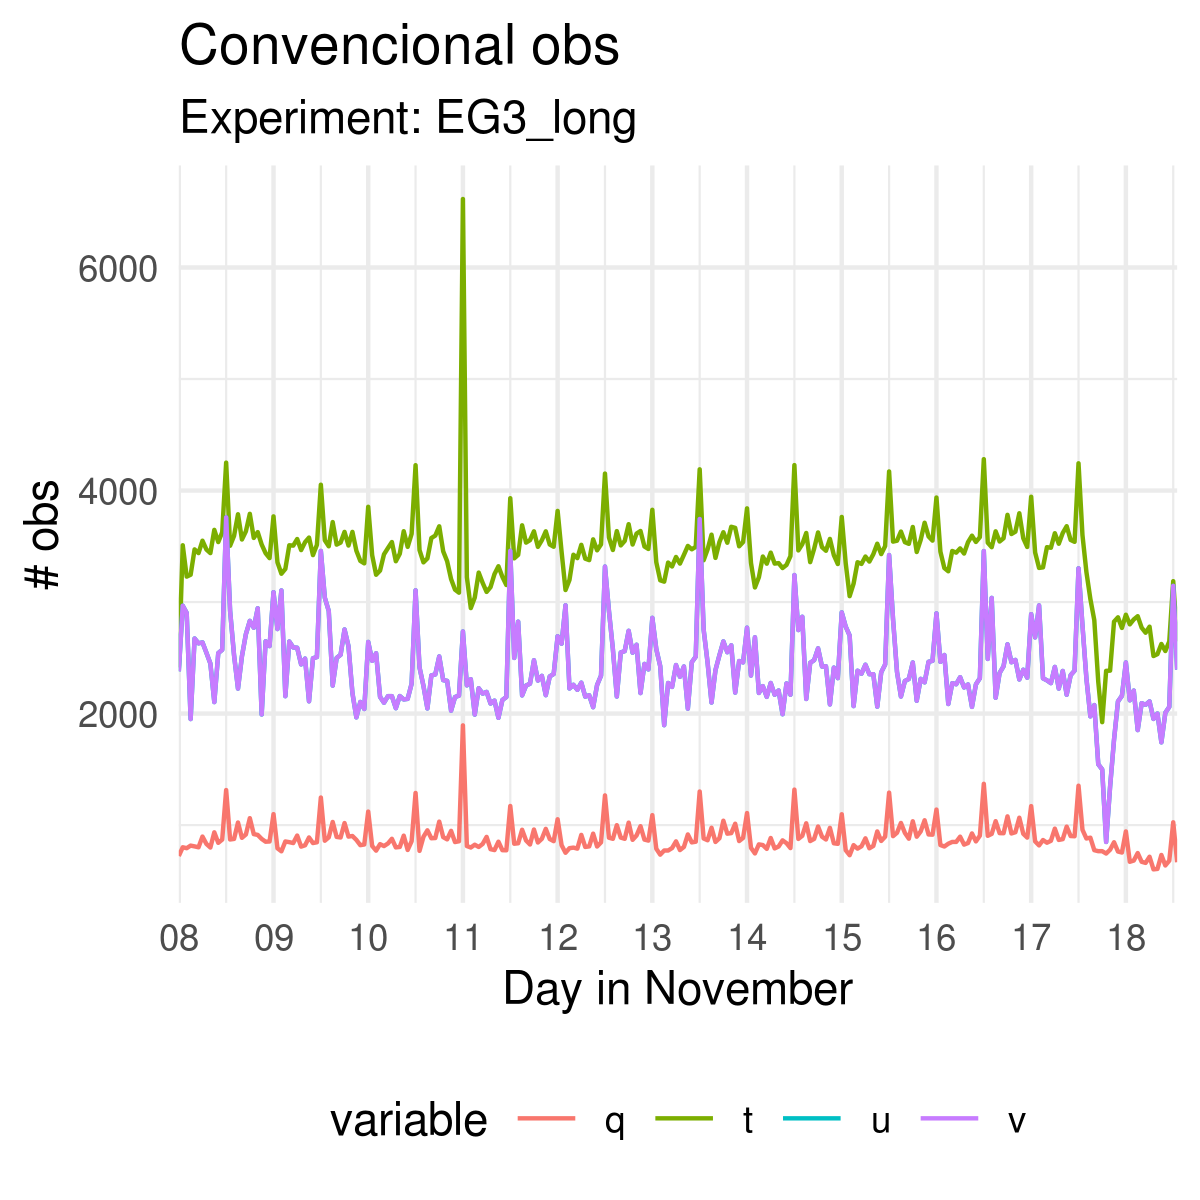 Convencional obs
Experiment: EG3_long
# obs
6000
4000
2000
08 09 10 11 12 13 14 15 16 17 18
Day in November
variable q t u v